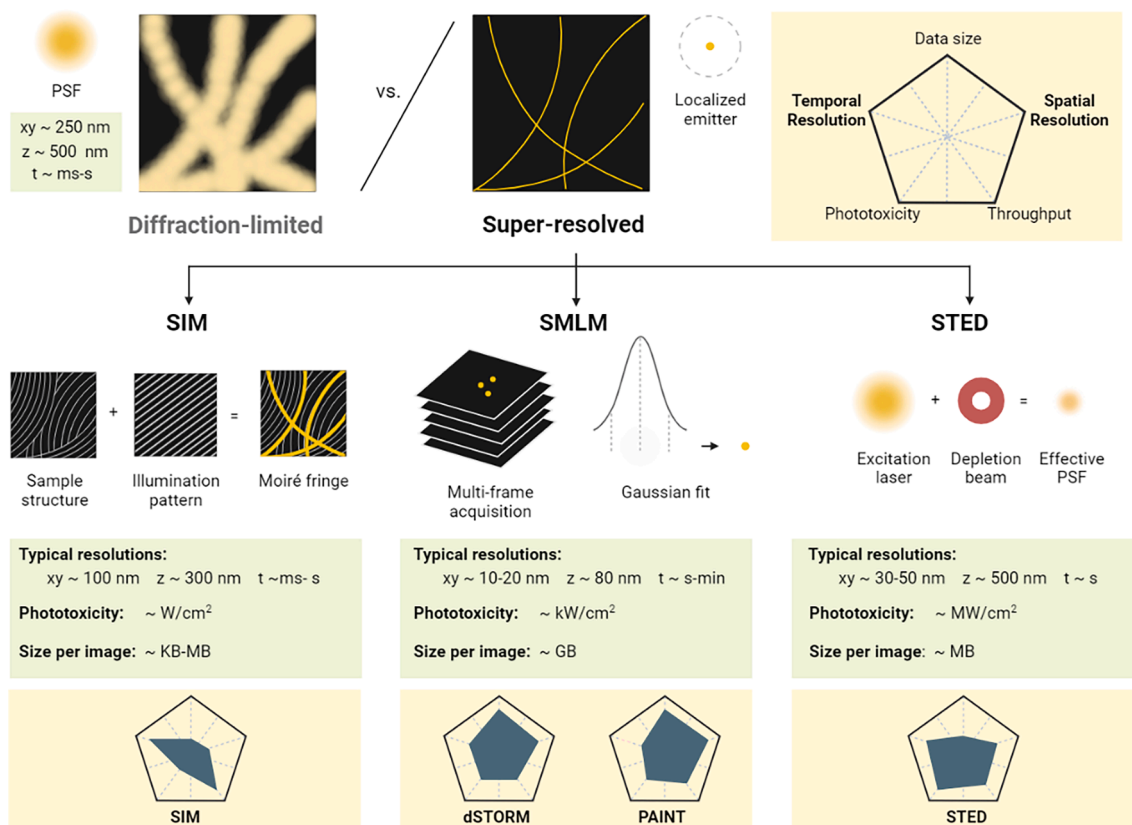 PSF
xy ~ 250 nm
z ~ 500 nm
t ~ ms-s
Diffraction-limited
vs.
Super-resolved
Localized
emitter
Data size
Temporal
Resolution
Spatial
Resolution
Phototoxicity
Throughput
SIM
SMLM
STED
+
=
Sample
structure
Illumination
pattern
Moiré fringe
Multi-frame
acquisition
Gaussian fit
+
=
Excitation
laser
Depletion
beam
Effective
PSF
Typical resolutions:
xy ~ 100 nm z ~ 300 nm t ~ms- s
Phototoxicity: ~ W/cm²
Size per image: ~ KB-MB
Typical resolutions:
xy ~ 10-20 nm z ~ 80 nm t ~ s-min
Phototoxicity: ~ kW/cm²
Size per image: ~ GB
Typical resolutions:
xy ~ 30-50 nm z ~ 500 nm t ~ s
Phototoxicity: ~ MW/cm²
Size per image: ~ MB
SIM
dSTORM
PAINT
STED